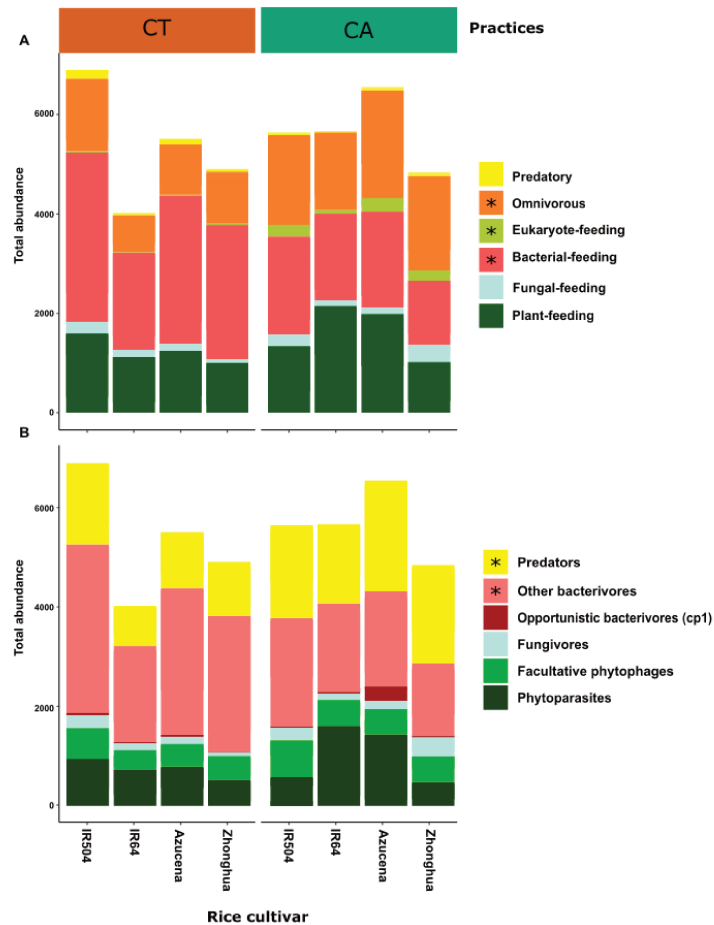 CT CA Practices
A
Total abundance
6000
4000
2000
0
Predatory
* Omnivorous
* Eukaryote-feeding
* Bacterial-feeding
Fungal-feeding
Plant-feeding
B
Total abundance
6000
4000
2000
0
* Predators
* Other bacterivores
Opportunistic bacterivores (cp1)
Fungivores
Facultative phytophages
Phytoparasites
IR504 IR64 Azucena Zhonghua IR504 IR64 Azucena Zhonghua
Rice cultivar